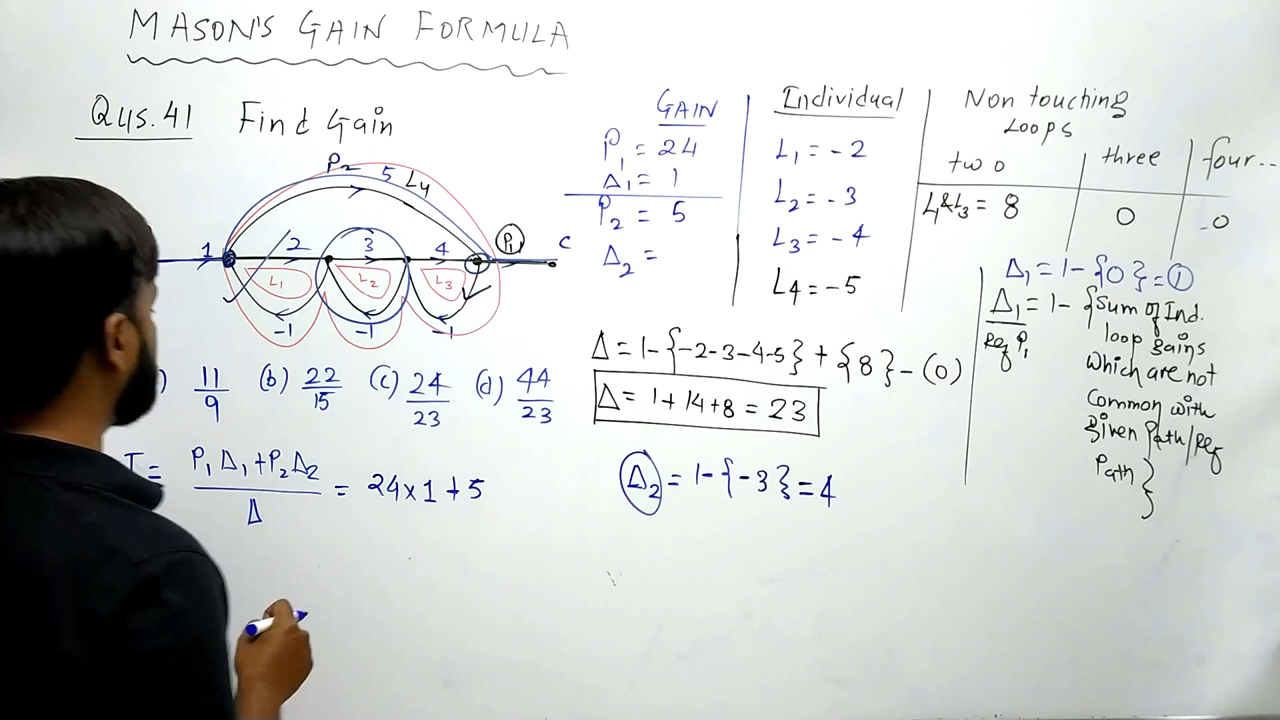 MASON'S GAIN FORMULA
Qus. 41 Find Gain
P₂ 5 L₄
1 2 3 4 P₁ C
L₁ L₂ L₃
-1 -1 -1
) 11/9 (b) 22/15 (c) 24/23 (d) 44/23
T = P₁Δ₁+P₂Δ₂/Δ = 24×1+5
GAIN
P₁ = 24
Δ₁ = 1
P₂ = 5
Δ₂ =
Individual
L₁ = -2
L₂ = -3
L₃ = -4
L₄ = -5
Non touching
Loops
two three four...
L₁&L₃ = 8 0 0
Δ = 1-{-2-3-4-5} + {8} - (0)
Δ = 1+14+8 = 23
Δ₂ = 1-{-3} = 4
Δ₁ = 1-{0} = 1
Δ₁ = 1- {Sum of Ind.
Reg P₁ loop gains
which are not
Common with
given Path/Reg
Path}